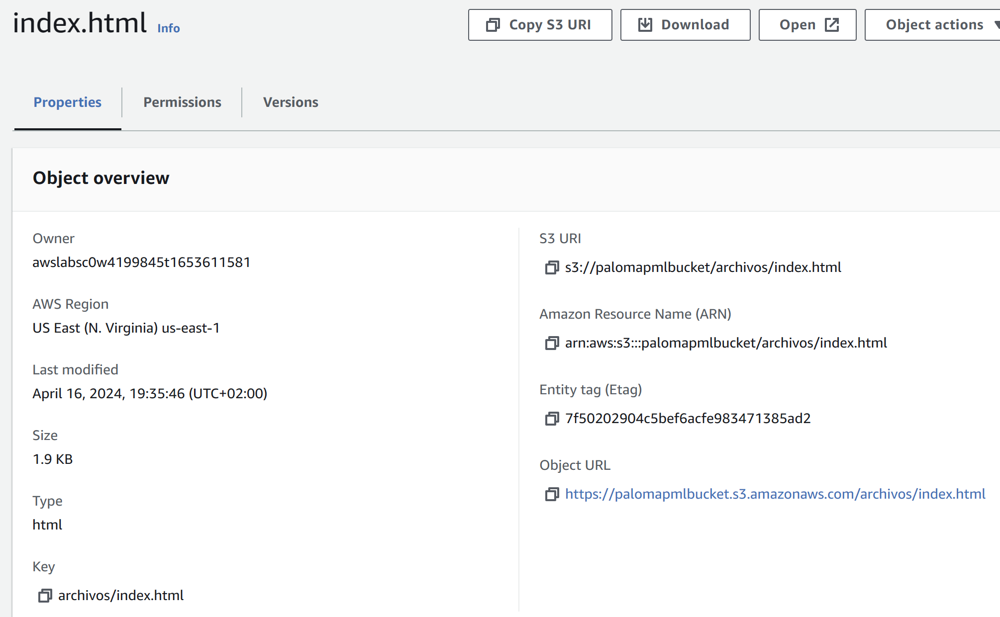 index.html Info
Copy S3 URI
Download
Open
Object actions
Properties
Permissions
Versions
Object overview
Owner
awslabsc0w4199845t1653611581
AWS Region
US East (N. Virginia) us-east-1
Last modified
April 16, 2024, 19:35:46 (UTC+02:00)
Size
1.9 KB
Type
html
Key
archivos/index.html
S3 URI
s3://palomapmlbucket/archivos/index.html
Amazon Resource Name (ARN)
arn:aws:s3:::palomapmlbucket/archivos/index.html
Entity tag (Etag)
7f50202904c5bef6acfe983471385ad2
Object URL
https://palomapmlbucket.s3.amazonaws.com/archivos/index.html